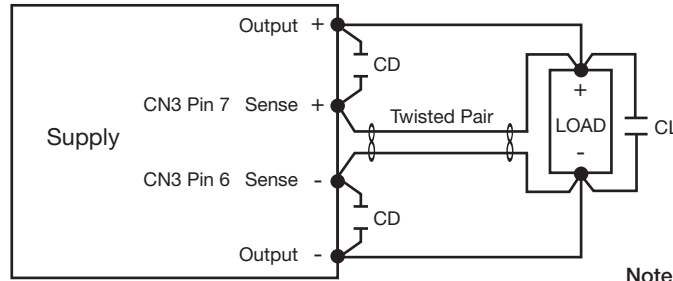 Output +
CD
CN3 Pin 7 Sense +
Twisted Pair
+
Supply
LOAD
CL
-
CN3 Pin 6 Sense -
CD
Output -
Note